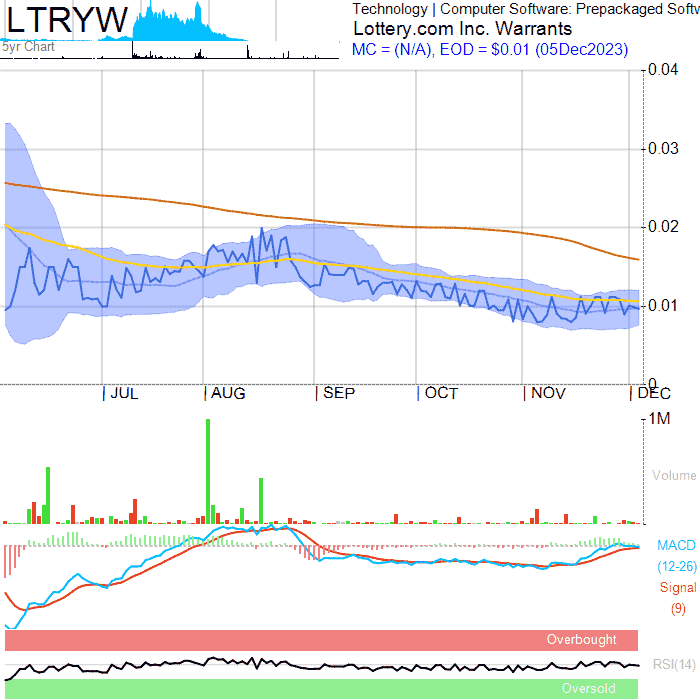 LTRYW
Technology | Computer Software: Prepackaged Softw
Lottery.com Inc. Warrants
MC = (N/A), EOD = $0.01 (05Dec2023)
5yr Chart
0.04
0.03
0.02
0.01
0
JUL AUG SEP OCT NOV DEC
1M
Volume
MACD
(12-26)
Signal
(9)
Overbought
RSI(14)
Oversold